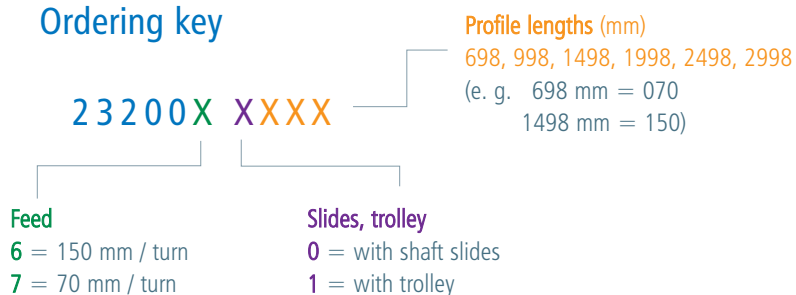 Ordering key
23200X XXXX
Profile lengths (mm)
698, 998, 1498, 1998, 2498, 2998
(e. g. 698 mm = 070
1498 mm = 150)
Feed
6 = 150 mm / turn
7 = 70 mm / turn
Slides, trolley
0 = with shaft slides
1 = with trolley